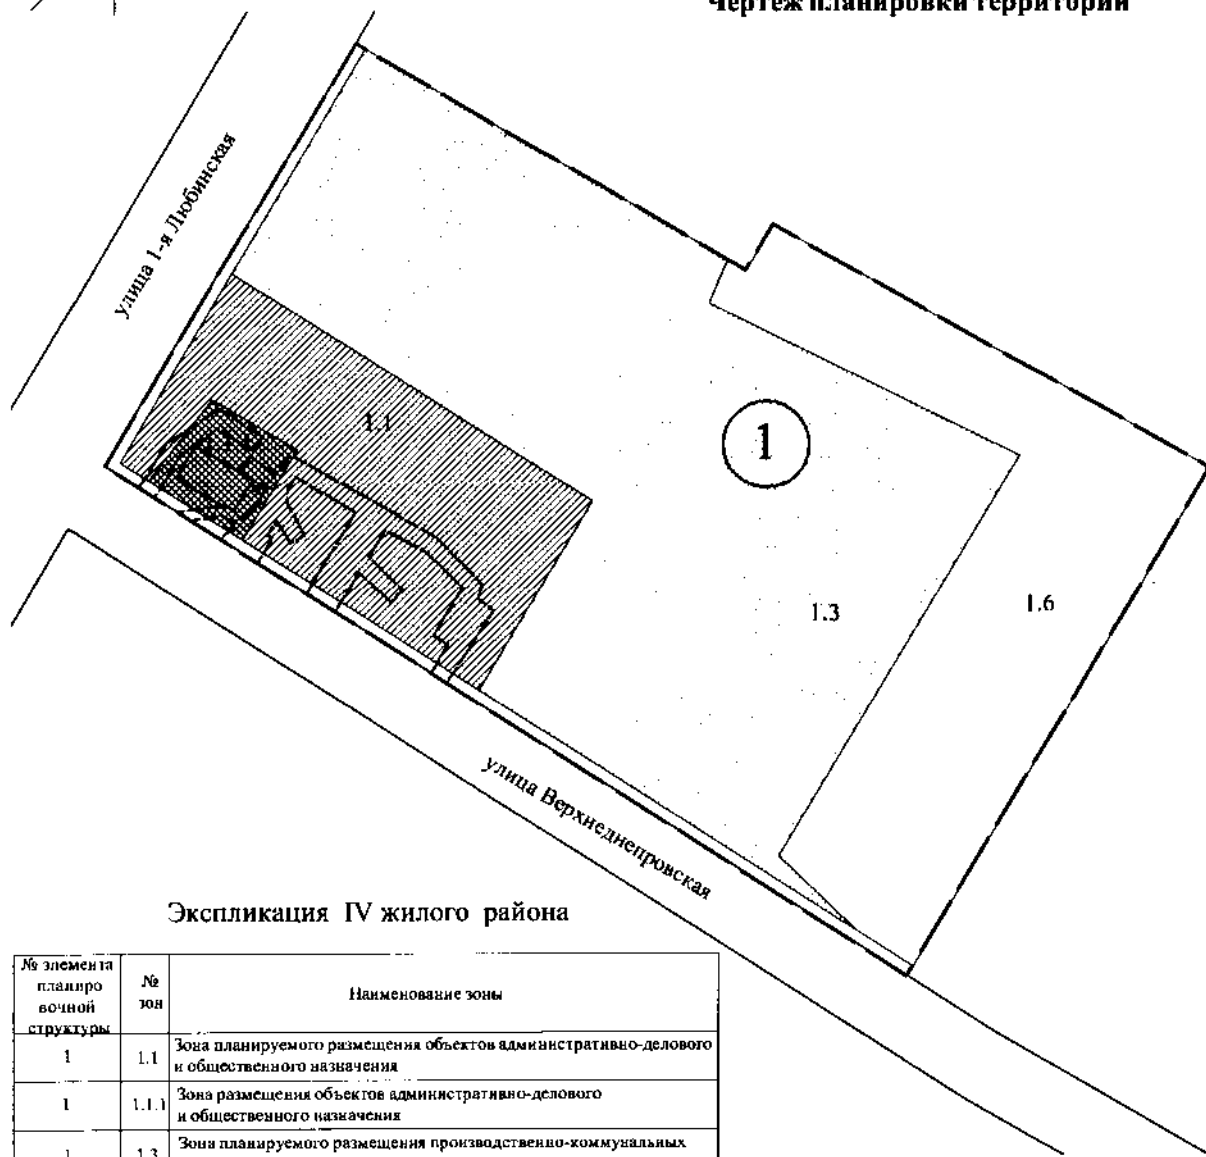 Чертеж планировки территории
улица 1-я Любинская
1.1
1
1.3
1.6
улица Верхнеднепровская
Экспликация IV жилого района
№ элемента
планиро
вочной
структуры
№
зон
Наименование зоны
1
1.1
Зона планируемого размещения объектов административно-делового
и общественного назначения
1
1.1.1
Зона размещения объектов административно-делового
и общественного назначения
1
1.3
Зона планируемого размещения производственно-коммунальных